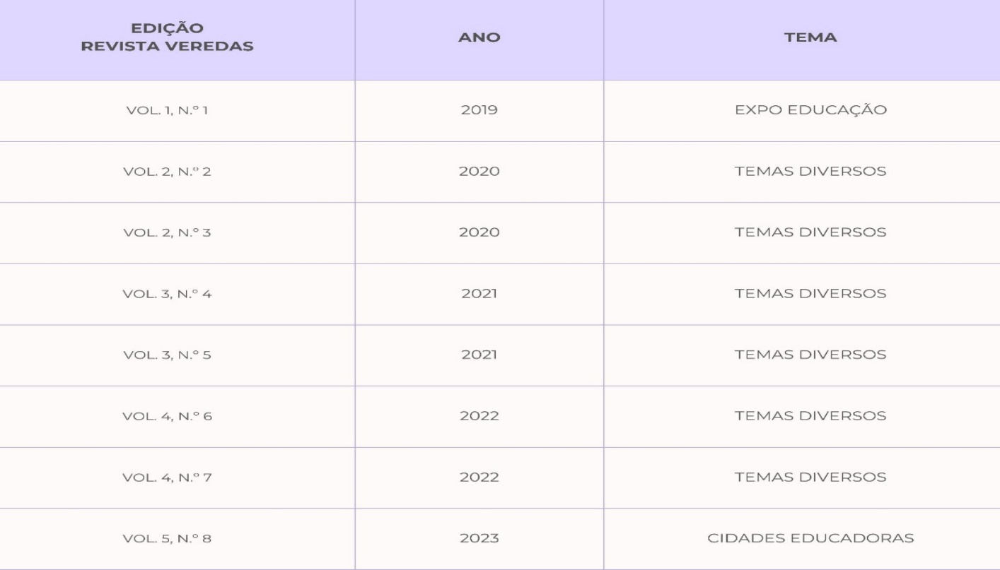 EDIÇÃO
REVISTA VEREDAS
ANO
TEMA
VOL. 1, N.º 1
2019
EXPO EDUCAÇÃO
VOL. 2, N.º 2
2020
TEMAS DIVERSOS
VOL. 2, N.º 3
2020
TEMAS DIVERSOS
VOL. 3, N.º 4
2021
TEMAS DIVERSOS
VOL. 3, N.º 5
2021
TEMAS DIVERSOS
VOL. 4, N.º 6
2022
TEMAS DIVERSOS
VOL. 4, N.º 7
2022
TEMAS DIVERSOS
VOL. 5, N.º 8
2023
CIDADES EDUCADORAS